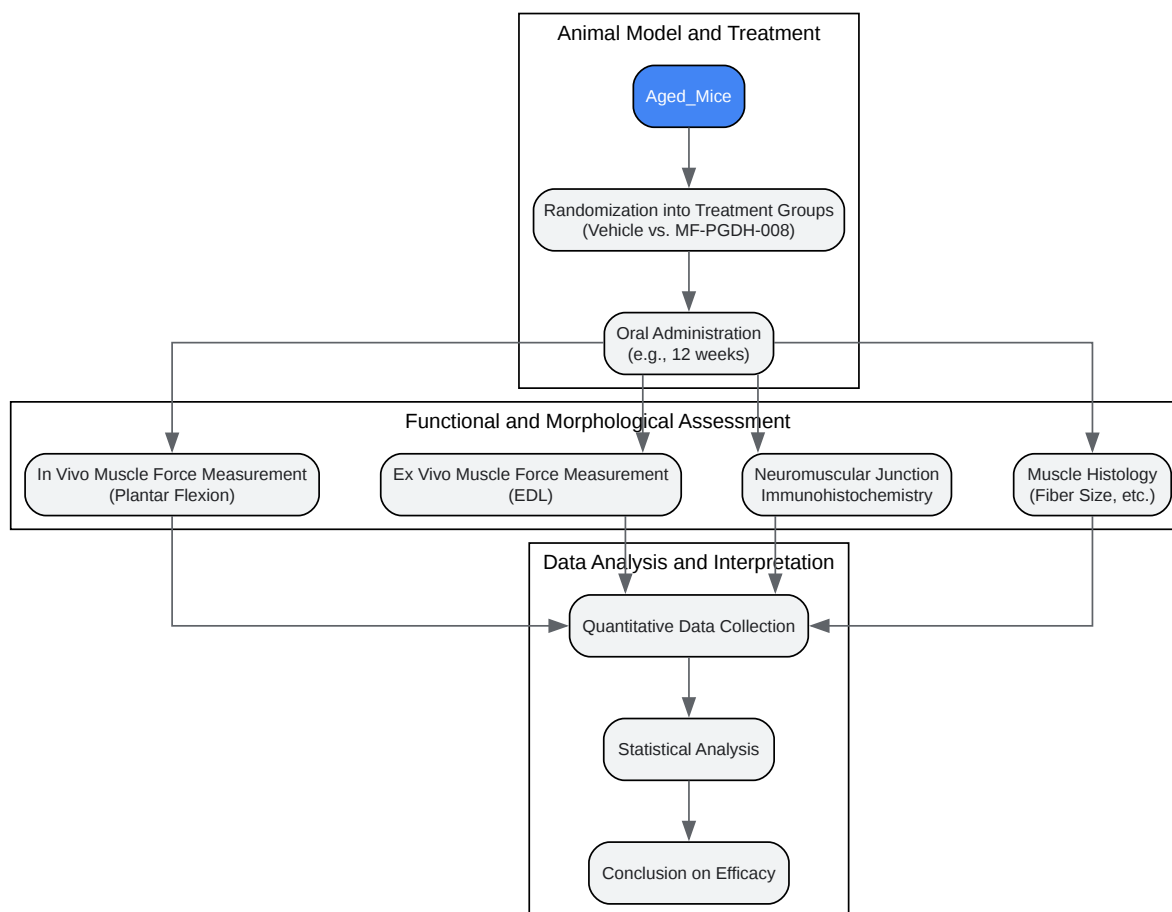 Animal Model and Treatment
Aged_Mice
Randomization into Treatment Groups
(Vehicle vs. MF-PGDH-008)
Oral Administration
(e.g., 12 weeks)
Functional and Morphological Assessment
In Vivo Muscle Force Measurement
(Plantar Flexion)
Ex Vivo Muscle Force Measurement
(EDL)
Neuromuscular Junction
Immunohistochemistry
Muscle Histology
(Fiber Size, etc.)
Data Analysis and Interpretation
Quantitative Data Collection
Statistical Analysis
Conclusion on Efficacy